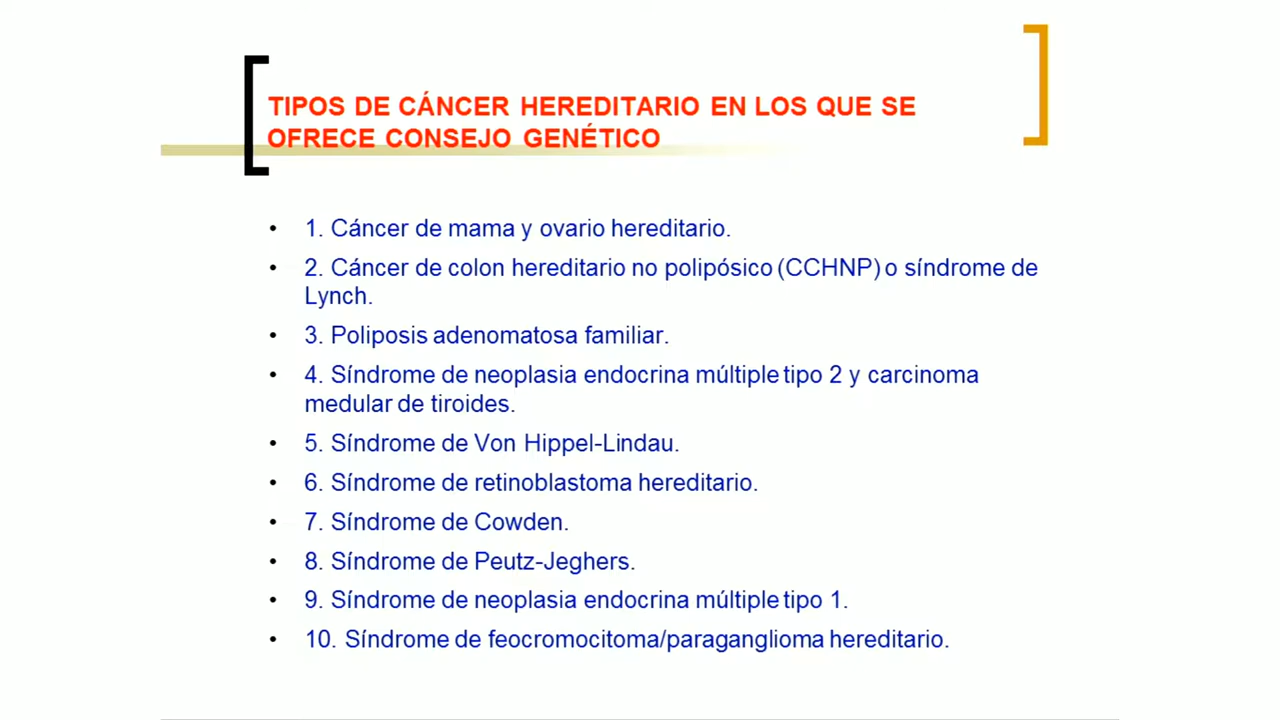 TIPOS DE CÁNCER HEREDITARIO EN LOS QUE SE
OFRECE CONSEJO GENÉTICO
• 1. Cáncer de mama y ovario hereditario.
• 2. Cáncer de colon hereditario no polipósico (CCHNP) o síndrome de
Lynch.
• 3. Poliposis adenomatosa familiar.
• 4. Síndrome de neoplasia endocrina múltiple tipo 2 y carcinoma
medular de tiroides.
• 5. Síndrome de Von Hippel-Lindau.
• 6. Síndrome de retinoblastoma hereditario.
• 7. Síndrome de Cowden.
• 8. Síndrome de Peutz-Jeghers.
• 9. Síndrome de neoplasia endocrina múltiple tipo 1.
• 10. Síndrome de feocromocitoma/paraganglioma hereditario.